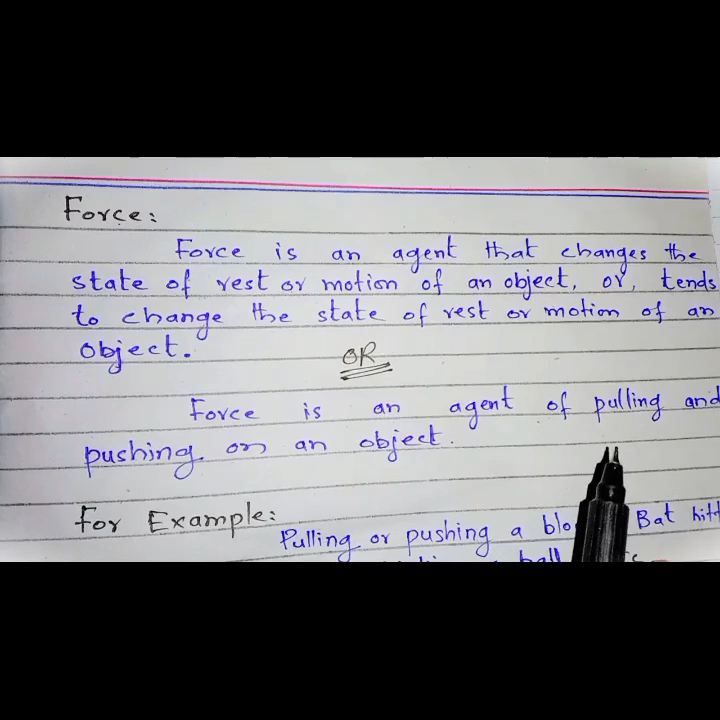 Force:
Force is an agent that changes the
state of rest or motion of an object, or, tends
to change the state of rest or motion of an
object.
OR
Force is an agent of pulling and
pushing on an object.
For Example:
Pulling or pushing a Bat
ball